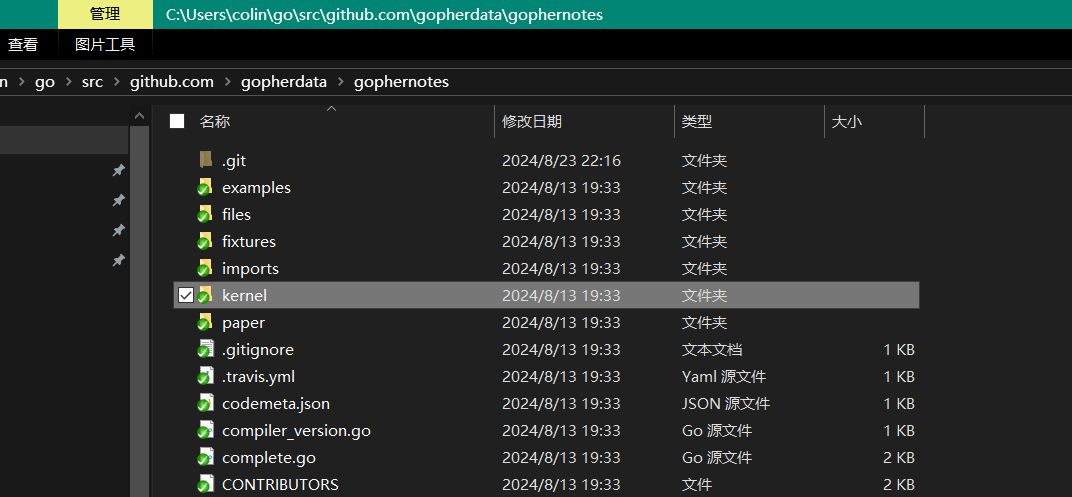 管理 C:\Users\colin\go\src\github.com\gopherdata\gophernotes
查看 图片工具
n > go > src > github.com > gopherdata > gophernotes
名称 修改日期 类型 大小
.git 2024/8/23 22:16 文件夹
examples 2024/8/13 19:33 文件夹
files 2024/8/13 19:33 文件夹
fixtures 2024/8/13 19:33 文件夹
imports 2024/8/13 19:33 文件夹
kernel 2024/8/13 19:33 文件夹
paper 2024/8/13 19:33 文件夹
.gitignore 2024/8/13 19:33 文本文档 1 KB
.travis.yml 2024/8/13 19:33 Yaml 源文件 1 KB
codemeta.json 2024/8/13 19:33 JSON 源文件 1 KB
compiler_version.go 2024/8/13 19:33 Go 源文件 1 KB
complete.go 2024/8/13 19:33 Go 源文件 2 KB
CONTRIBUTORS 2024/8/13 19:33 文件 2 KB